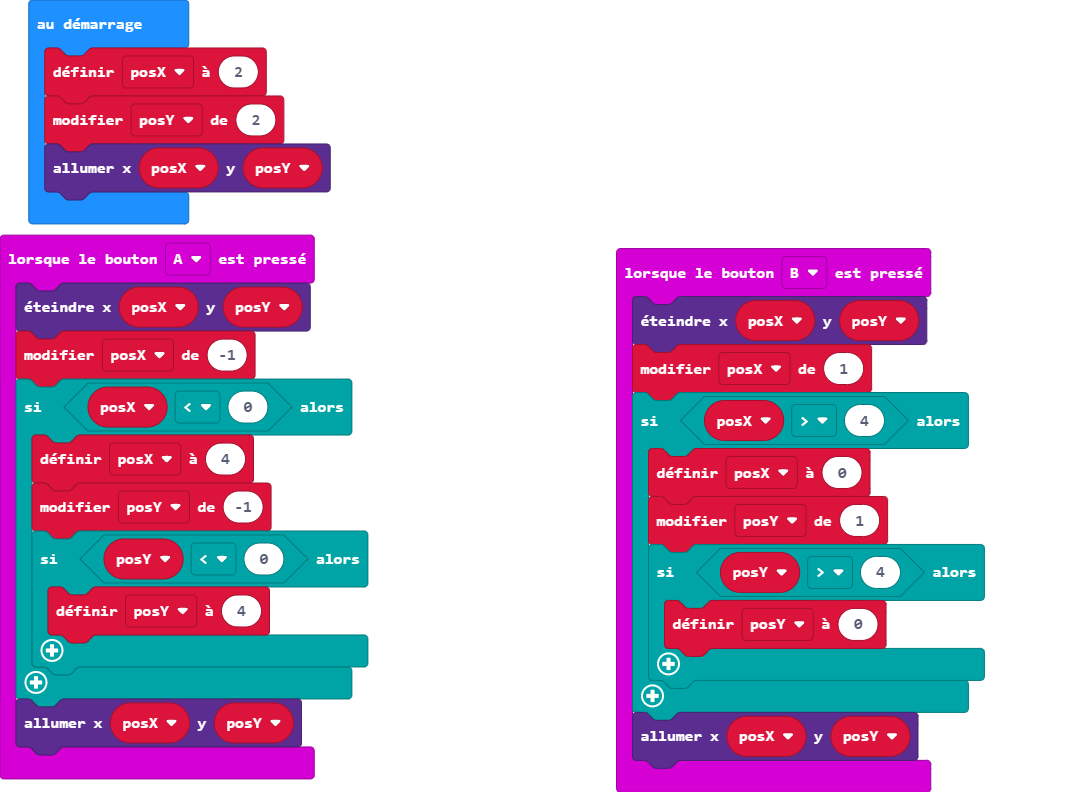 au démarrage
définir posX à 2
modifier posY de 2
allumer x posX y posY
lorsque le bouton A est pressé
éteindre x posX y posY
modifier posX de -1
si posX < 0 alors
définir posX à 4
modifier posY de -1
si posY < 0 alors
définir posY à 4
allumer x posX y posY
lorsque le bouton B est pressé
éteindre x posX y posY
modifier posX de 1
si posX > 4 alors
définir posX à 0
modifier posY de 1
si posY > 4 alors
définir posY à 0
allumer x posX y posY